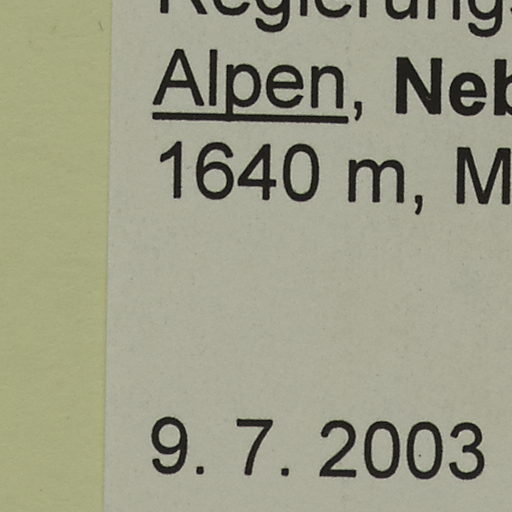 Alpen, Neb
1640 m, M
9. 7. 2003